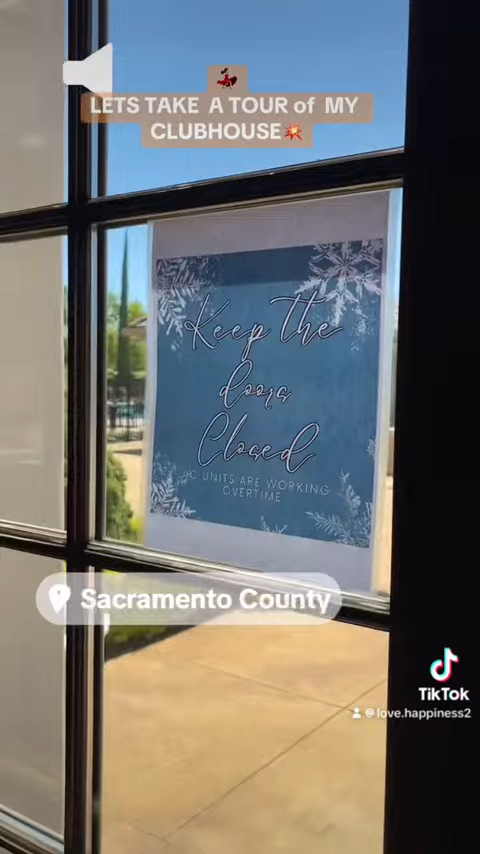 LETS TAKE A TOUR of MY
CLUBHOUSE
Keep The
doors
Closed
AC UNITS ARE WORKING
OVERTIME
Sacramento County
TikTok
@love.happiness2